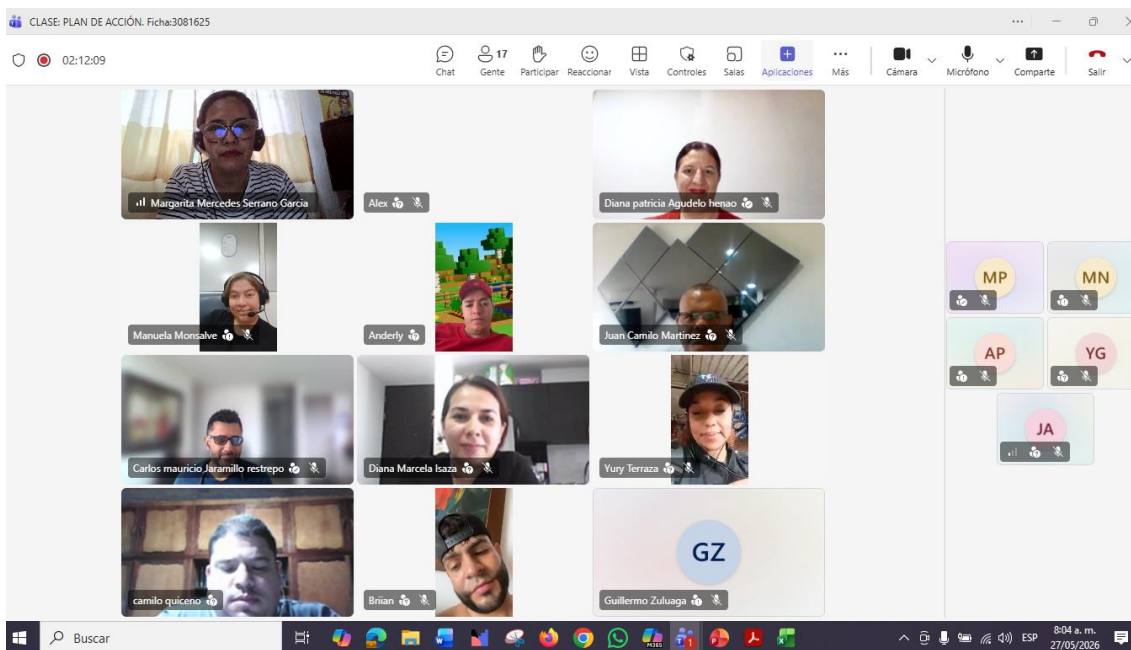 CLASE: PLAN DE ACCIÓN. Ficha:3081625
02:12:09
Chat
17
Gente
Participar
Reaccionar
Vista
Controles
Salas
Aplicaciones
Más
Cámara
Micrófono
Comparte
Salir
Margarita Mercedes Serrano Garcia
Alex
Diana patricia Agudelo henao
Manuela Monsalve
Anderly
Juan Camilo Martinez
MP
MN
AP
YG
JA
Carlos mauricio Jaramillo restrepo
Diana Marcela Isaza
Yury Terraza
camilo quiceno
Briian
GZ
Guillermo Zuluaga
Buscar
M365
1
ESP
8:04 a. m.
27/05/2026